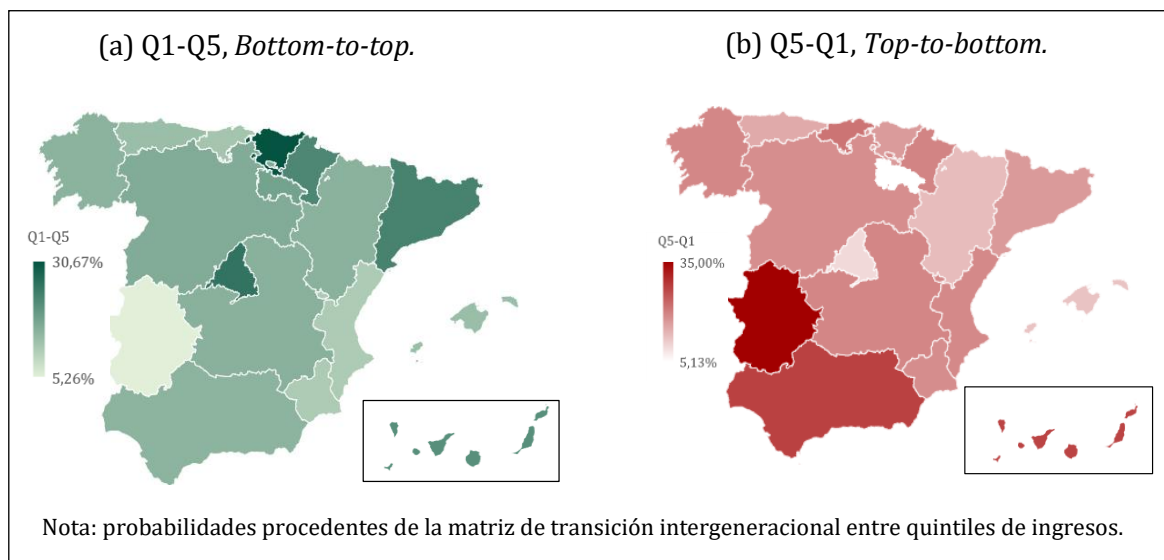 (a) Q1-Q5, Bottom-to-top.
Q1-Q5
30,67%
5,26%
(b) Q5-Q1, Top-to-bottom.
Q5-Q1
35,00%
5,13%
Nota: probabilidades procedentes de la matriz de transición intergeneracional entre quintiles de ingresos.